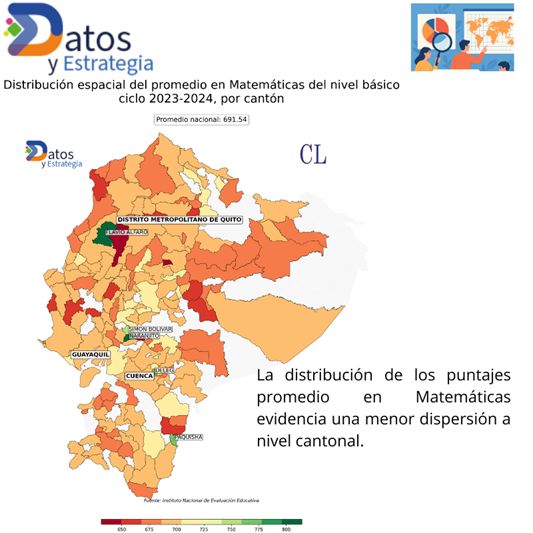 Datos
y Estrategia
Distribución espacial del promedio en Matemáticas del nivel básico
ciclo 2023-2024, por cantón
Promedio nacional: 691.54
Datos
y Estrategia
CL
DISTRITO METROPOLITANO DE QUITO
FLAVIO ALFARO
SIMON BOLIVAR
NARANJITO
GUAYAQUIL
CUENCA
PAQUISHA
La distribución de los puntajes
promedio en Matemáticas
evidencia una menor dispersión a
nivel cantonal.
Fuente: Instituto Nacional de Evaluación Educativa
650 675 700 725 750 775 800